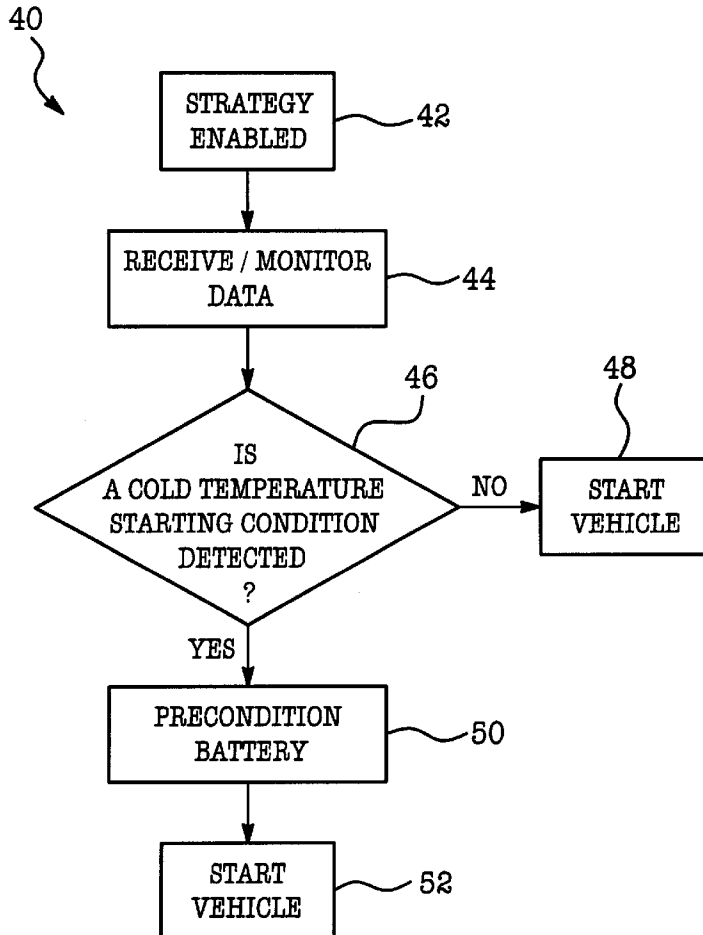 40
STRATEGY
ENABLED
42
RECEIVE / MONITOR
DATA
44
46
IS
A COLD TEMPERATURE
STARTING CONDITION
DETECTED
?
NO
48
START
VEHICLE
YES
PRECONDITION
BATTERY
50
START
VEHICLE
52